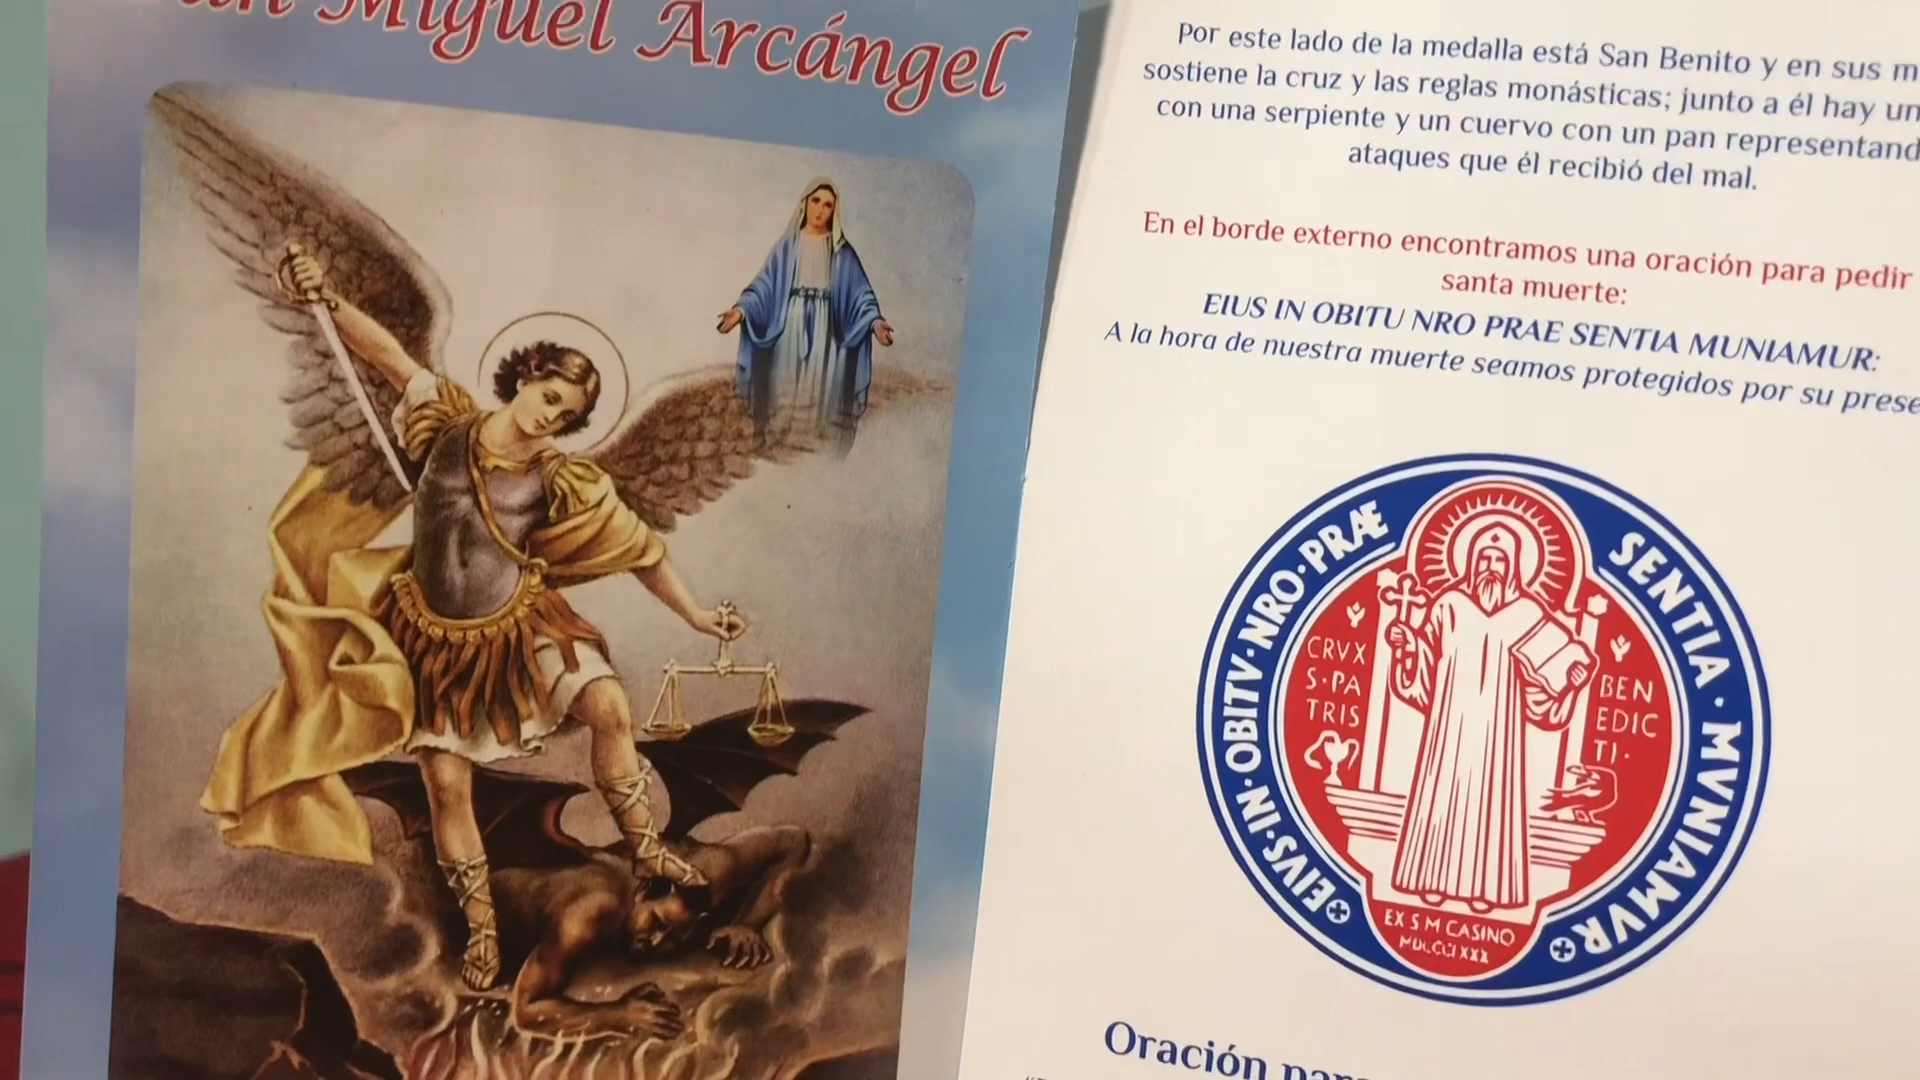 San Miguel Arcángel
Por este lado de la medalla está San Benito y en sus
sostiene la cruz y las reglas monásticas; junto a él hay
con una serpiente y un cuervo con un pan
ataques que él recibió del mal.
En el borde externo encontramos una oración para pedir
santa muerte:
EIUS IN OBITU NRO PRAE SENTIA MUNIAMUR:
A la hora de nuestra muerte seamos protegidos por su
EIVS·IN·OBITV·NRO·PRÆ SENTIA·MVNIAMVR
CRVX
S·PA
TRIS
BEN
EDIC
TI·
EX S M CASINO
Oración